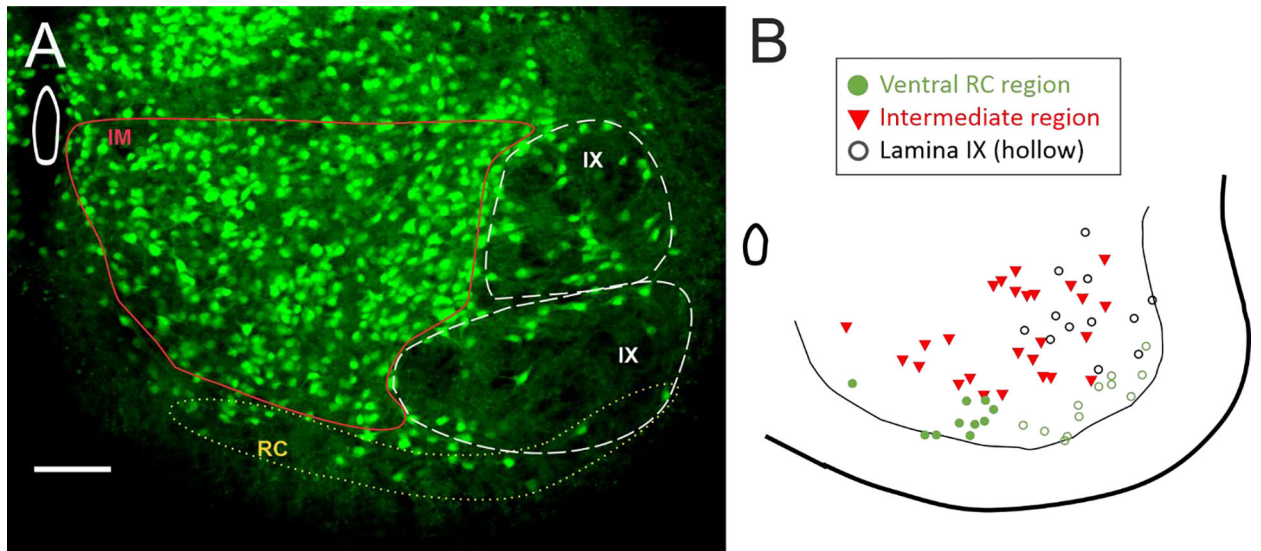 A
IM
IX
IX
RC
B
Ventral RC region
Intermediate region
Lamina IX (hollow)